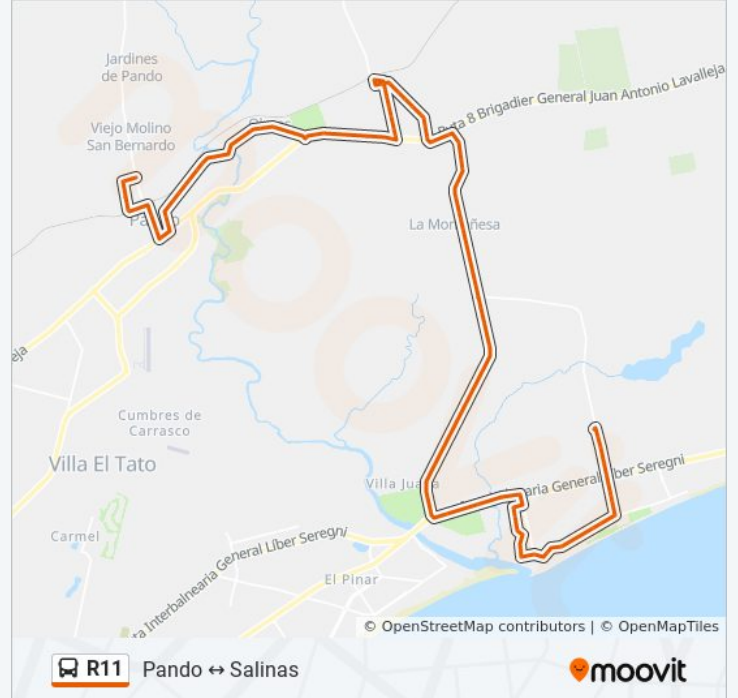 Jardines
de Pando
Ruta 8 Brigadier General Juan Antonio Lavalleja
Viejo Molino
San Bernardo
La Montañesa
eja
Cumbres de
Carrasco
Villa El Tato
Villa Juana
aria General Líber Seregni
Carmel
ta Interbalnearia General Líber Seregni
El Pinar
© OpenStreetMap contributors | © OpenMapTiles
R11 Pando ↔ Salinas
moovit